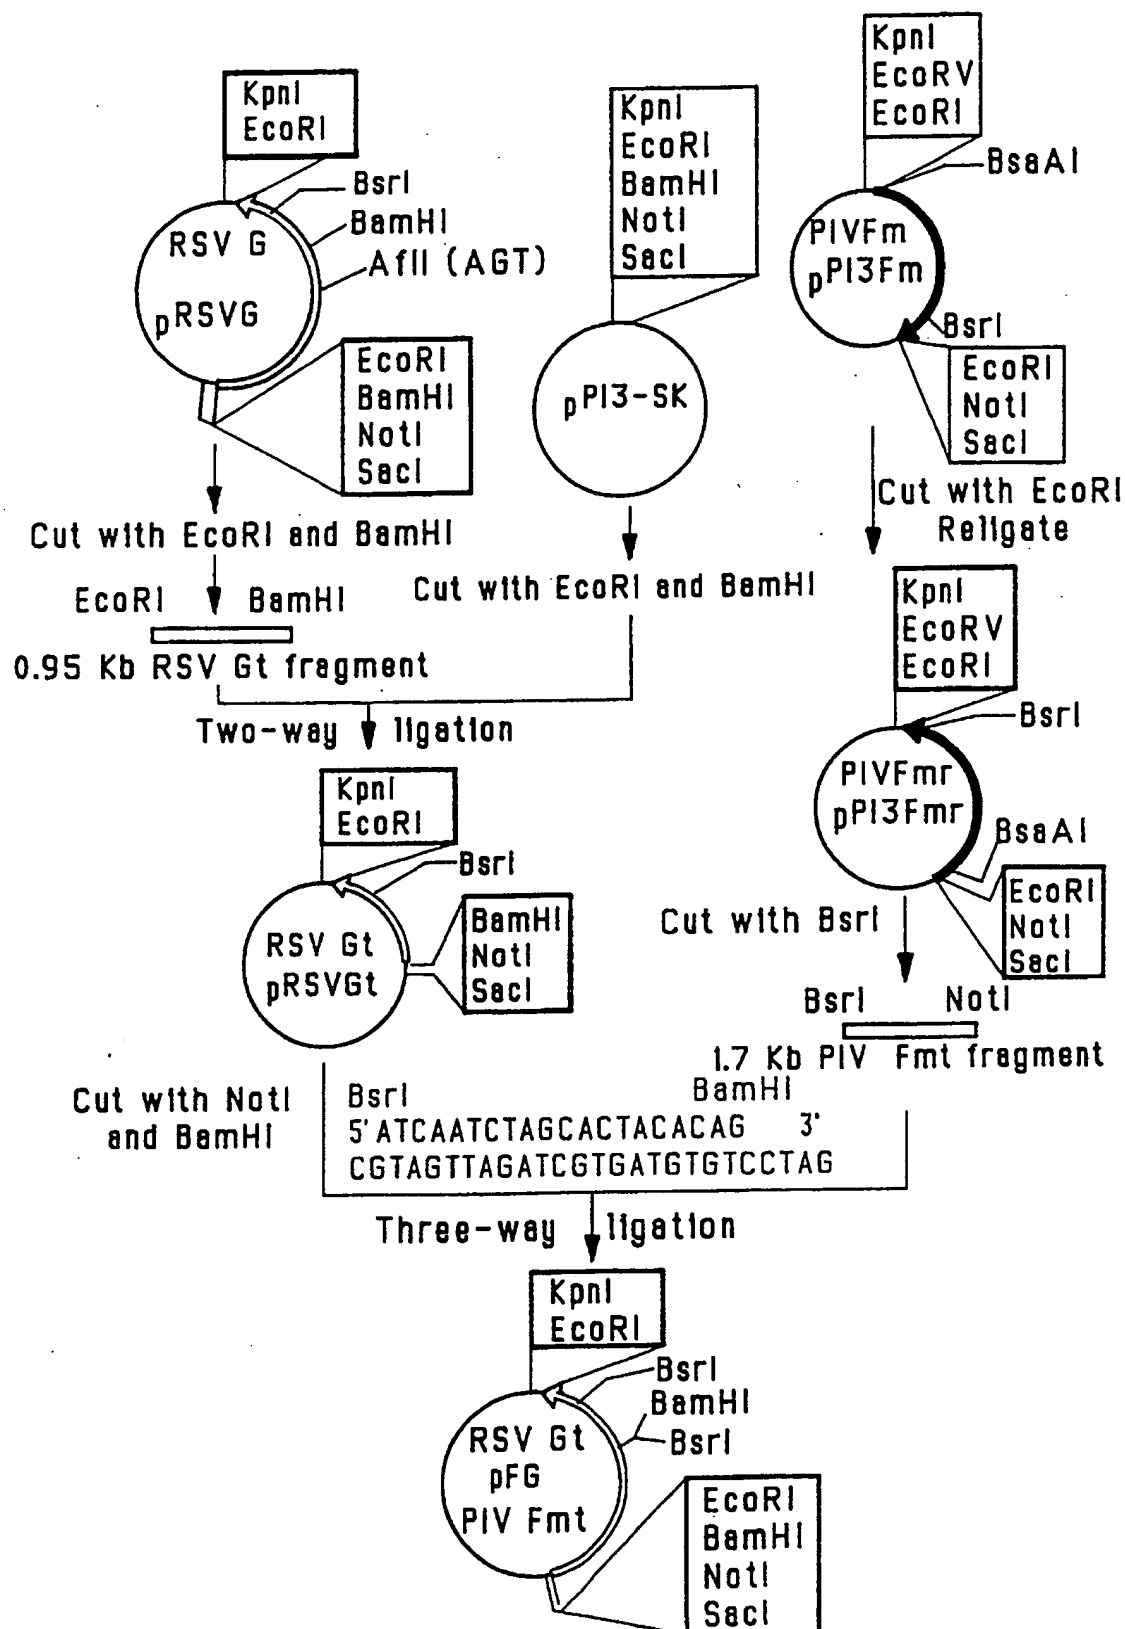 KpnI
EcoRI
BsrI
BamHI
AflI (AGT)
RSV G
pRSVG
EcoRI
BamHI
NotI
SacI
Cut with EcoRI and BamHI
EcoRI BamHI
0.95 Kb RSV Gt fragment
KpnI
EcoRI
BamHI
NotI
SacI
pPI3-SK
Cut with EcoRI and BamHI
KpnI
EcoRV
EcoRI
BsaAI
PIVFm
pPI3Fm
BsrI
EcoRI
NotI
SacI
Cut with EcoRI
Religate
KpnI
EcoRV
EcoRI
BsrI
PIVFmr
pPI3Fmr
BsaAI
EcoRI
NotI
SacI
Cut with BsrI
BsrI NotI
1.7 Kb PIV Fmt fragment
Two-way ligation
KpnI
EcoRI
BsrI
RSV Gt
pRSVGt
BamHI
NotI
SacI
Cut with NotI
and BamHI
BsrI BamHI
5'ATCAATCTAGCACTACACAG 3'
CGTAGTTAGATCGTGATGTGTCCTAG
Three-way ligation
KpnI
EcoRI
BsrI
BamHI
BsrI
RSV Gt
pFG
PIV Fmt
EcoRI
BamHI
NotI
SacI